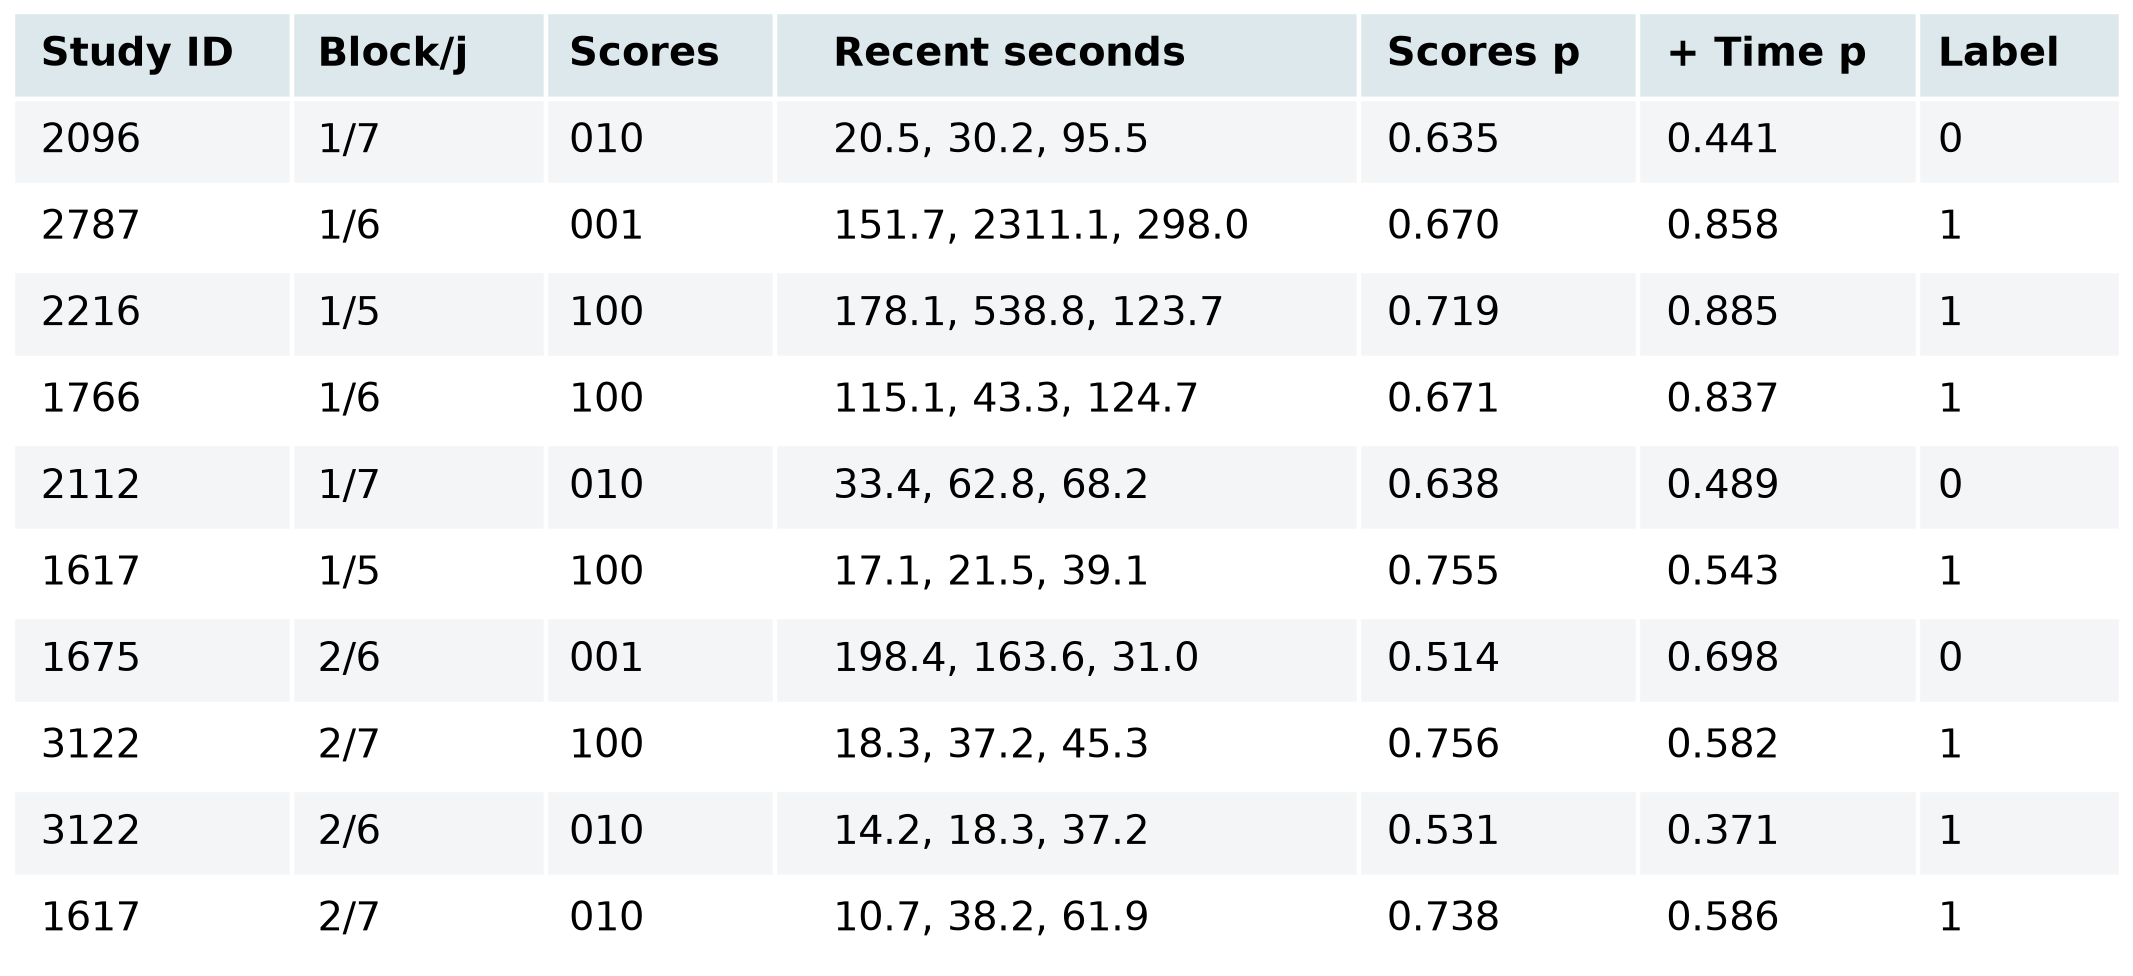 Study ID Block/j Scores Recent seconds Scores p + Time p Label
2096 1/7 010 20.5, 30.2, 95.5 0.635 0.441 0
2787 1/6 001 151.7, 2311.1, 298.0 0.670 0.858 1
2216 1/5 100 178.1, 538.8, 123.7 0.719 0.885 1
1766 1/6 100 115.1, 43.3, 124.7 0.671 0.837 1
2112 1/7 010 33.4, 62.8, 68.2 0.638 0.489 0
1617 1/5 100 17.1, 21.5, 39.1 0.755 0.543 1
1675 2/6 001 198.4, 163.6, 31.0 0.514 0.698 0
3122 2/7 100 18.3, 37.2, 45.3 0.756 0.582 1
3122 2/6 010 14.2, 18.3, 37.2 0.531 0.371 1
1617 2/7 010 10.7, 38.2, 61.9 0.738 0.586 1